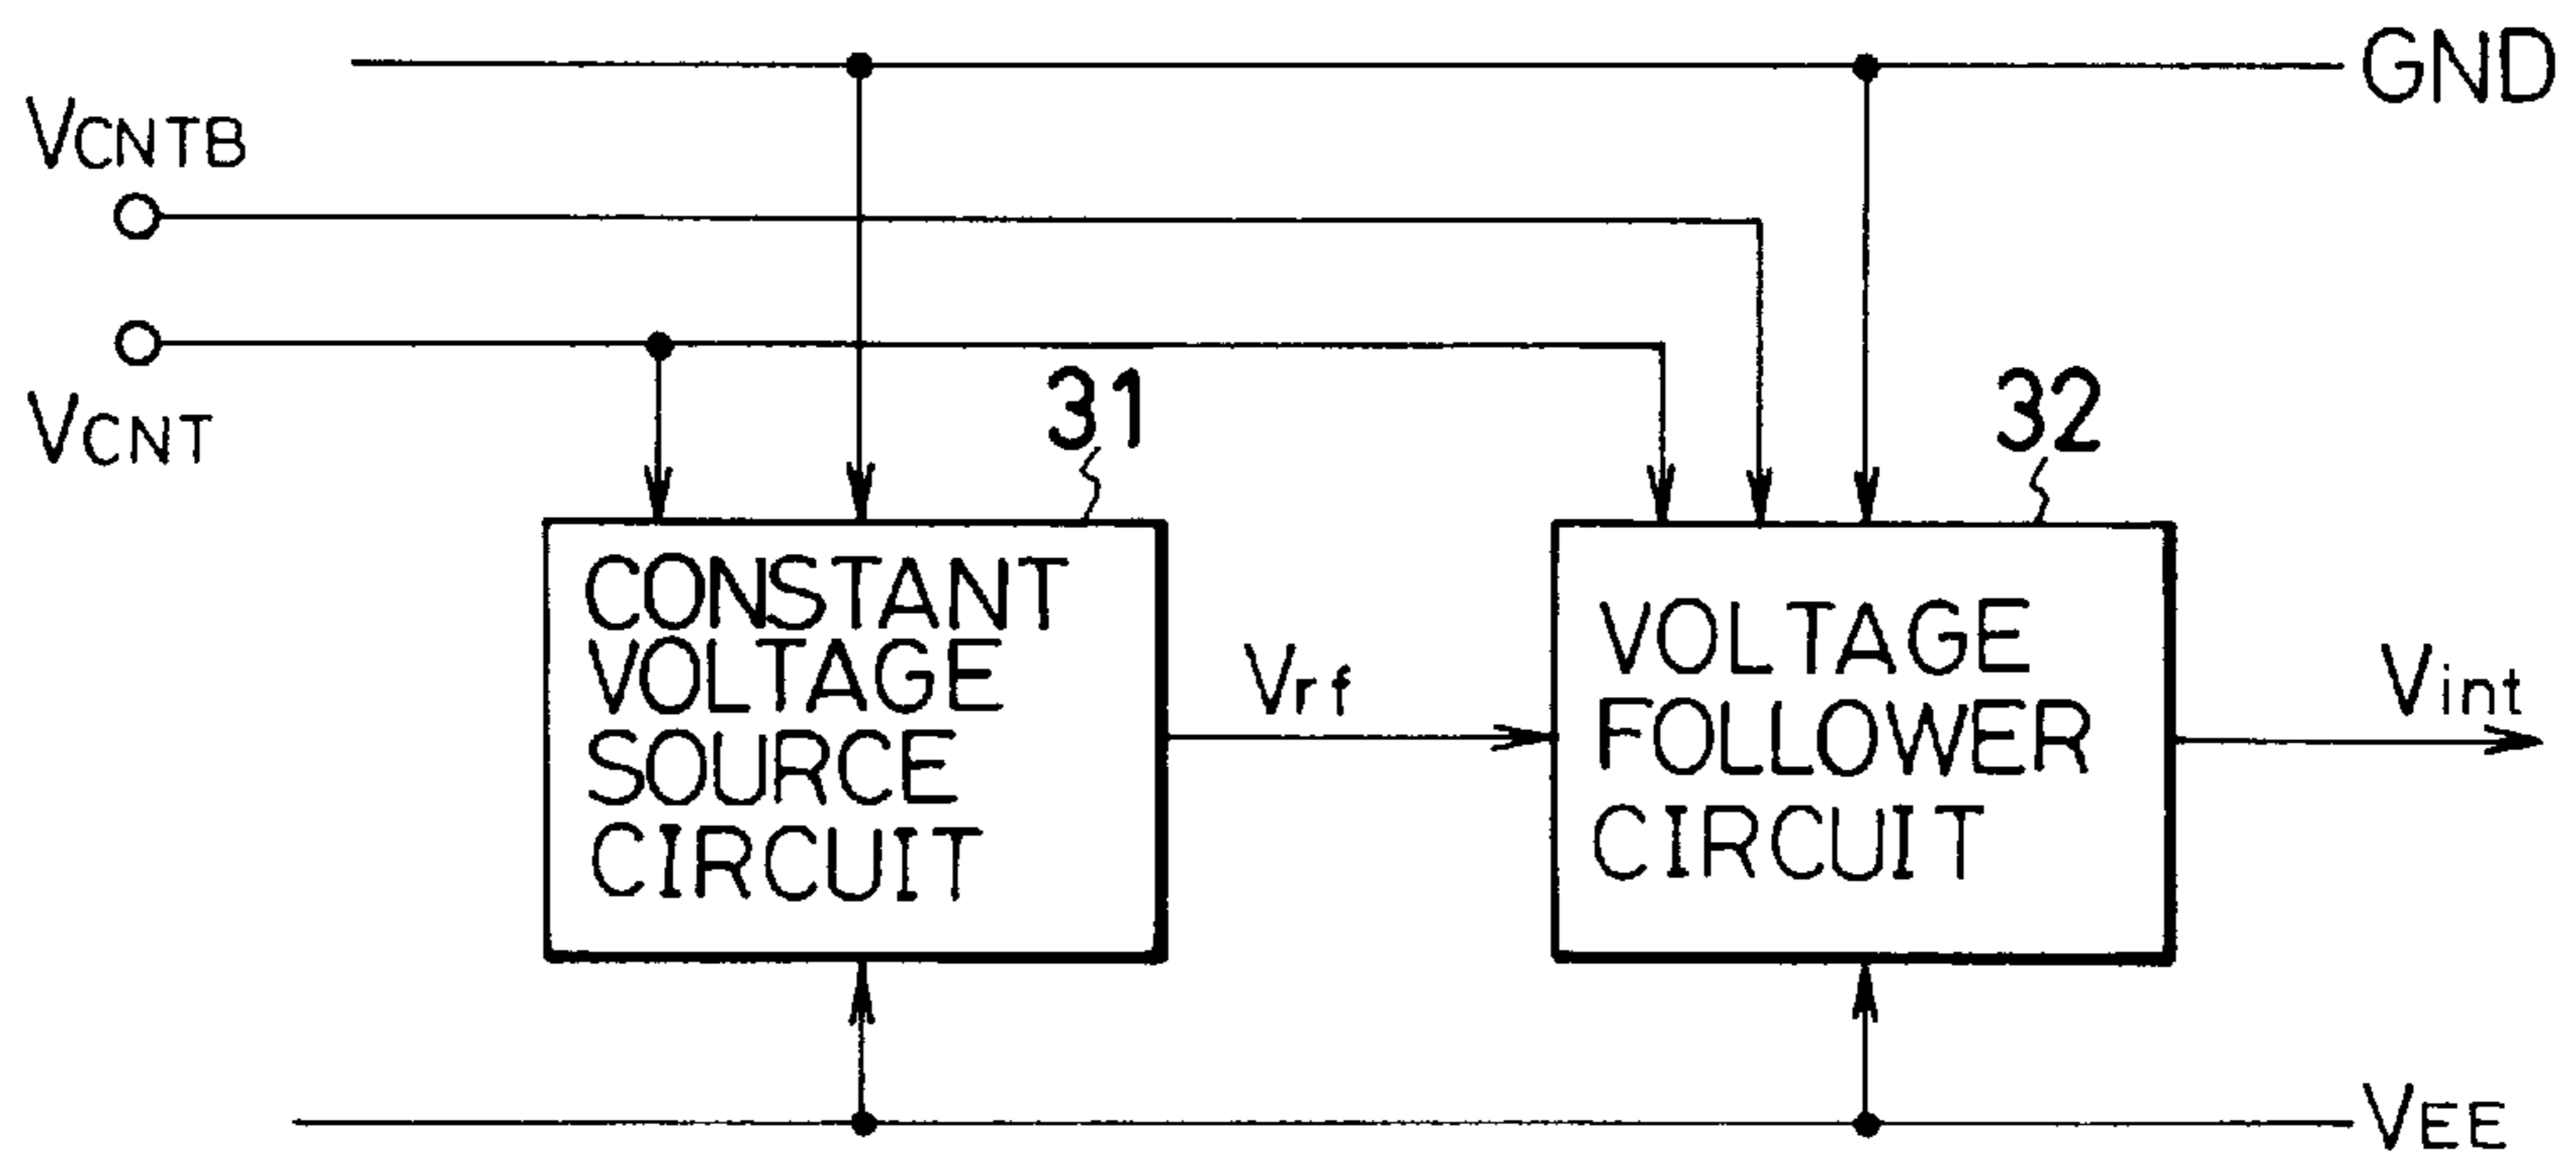 GND
VCNTB
VCNT
31
32
CONSTANT
VOLTAGE
SOURCE
CIRCUIT
Vrf
VOLTAGE
FOLLOWER
CIRCUIT
Vint
VEE